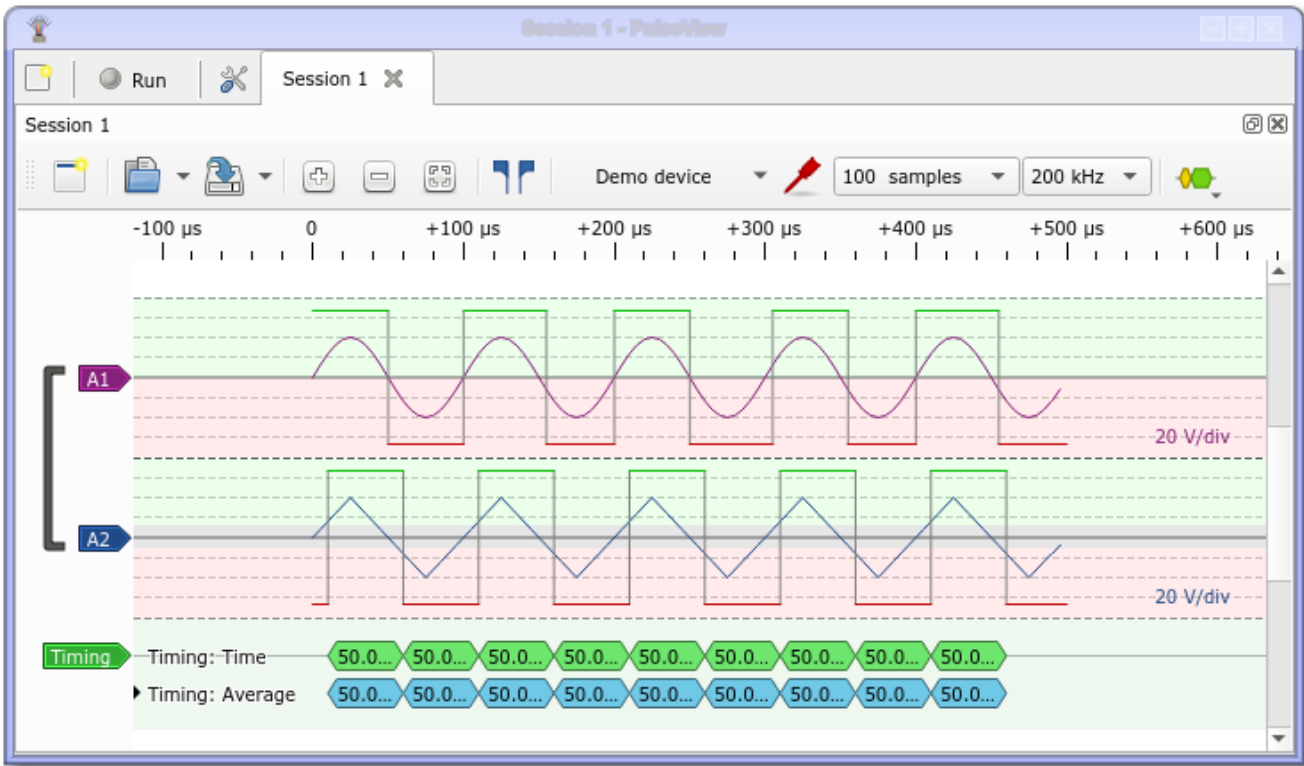 Session 1 - PulseView
Run
Session 1
Session 1
Demo device
100 samples
200 kHz
-100 µs 0 +100 µs +200 µs +300 µs +400 µs +500 µs +600 µs
A1
20 V/div
A2
20 V/div
Timing
Timing: Time
50.0... 50.0... 50.0... 50.0... 50.0... 50.0... 50.0... 50.0... 50.0...
Timing: Average
50.0... 50.0... 50.0... 50.0... 50.0... 50.0... 50.0... 50.0... 50.0...